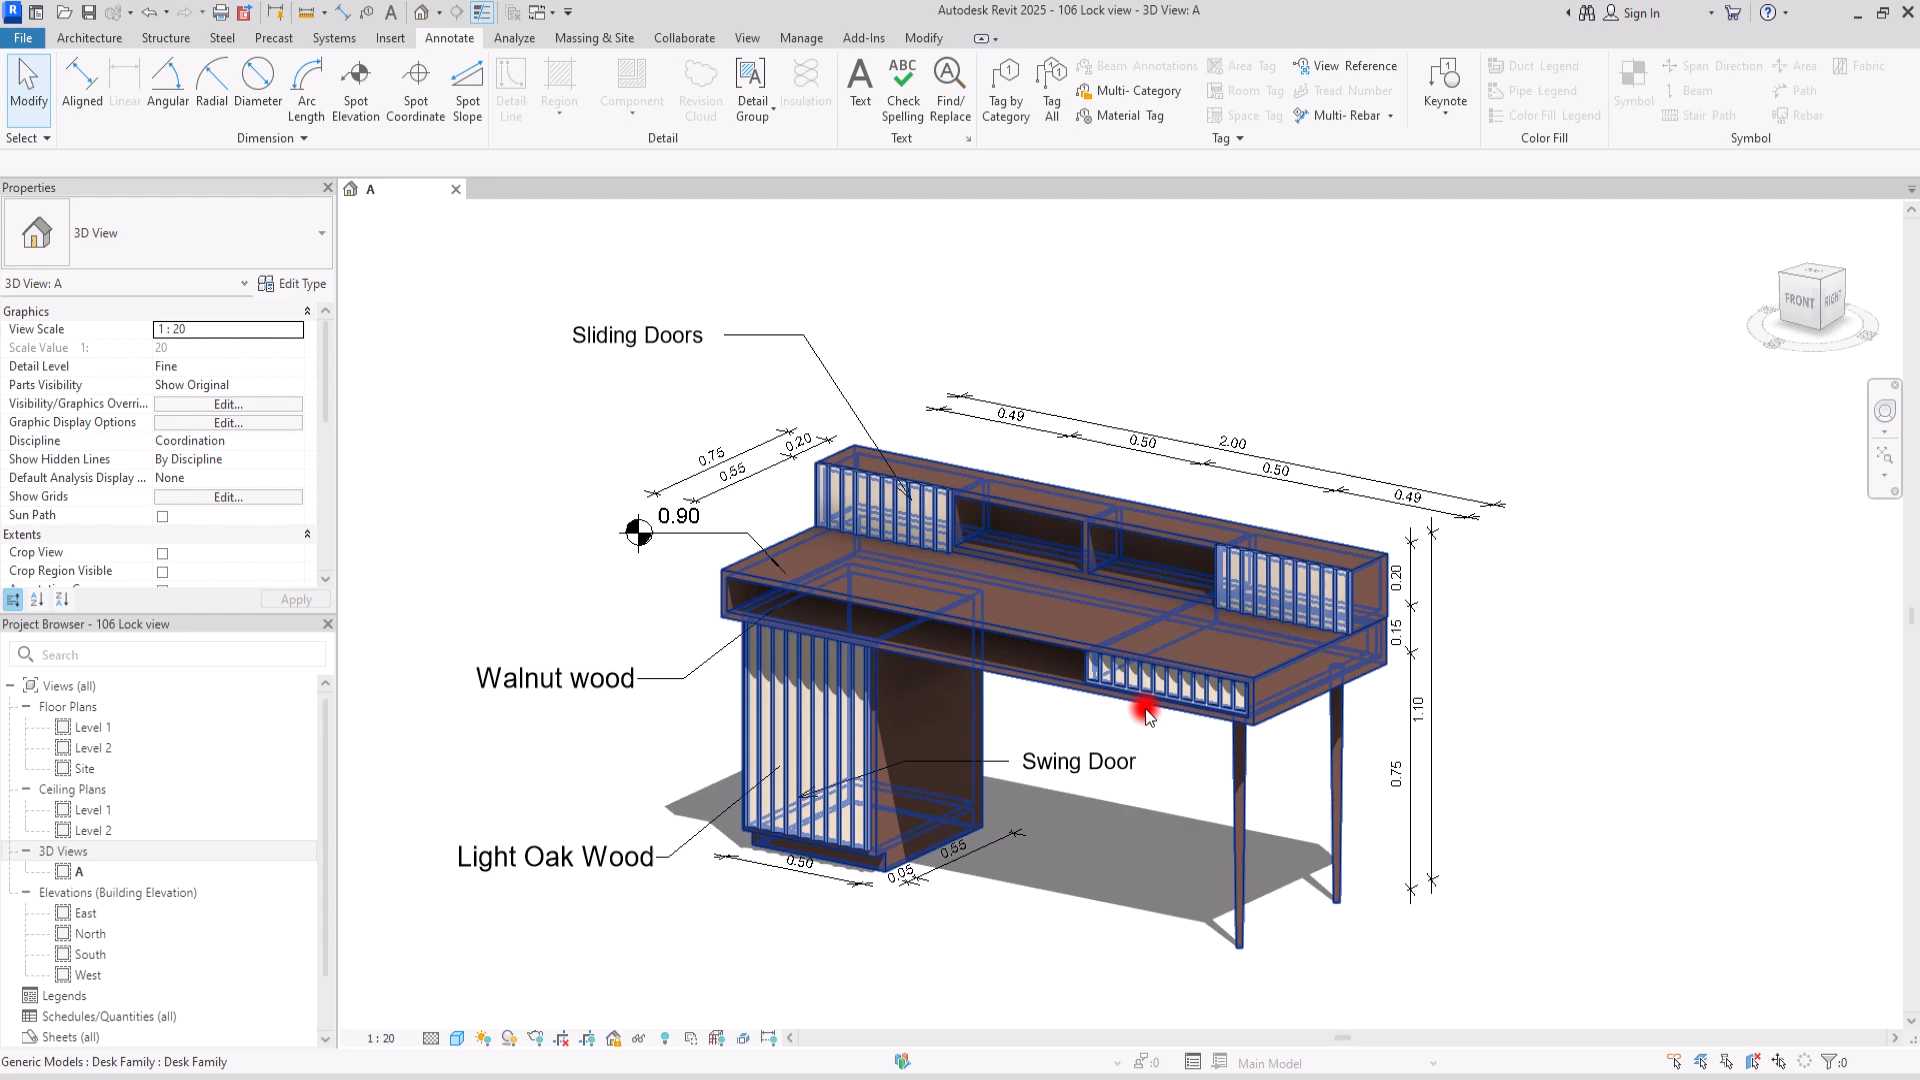 Autodesk Revit 2025 - 106 Lock view - 3D View: A
Sign In
File Architecture Structure Steel Precast Systems Insert Annotate Analyze Massing & Site Collaborate View Manage Add-Ins Modify
Modify
Aligned Linear Angular Radial Diameter Arc Length Spot Elevation Spot Coordinate Spot Slope
Detail Line Region Component Revision Cloud Detail Group Insulation
Text Check Spelling Find/ Replace
Tag by Category Tag All
Beam Annotations Area Tag View Reference
Multi- Category Room Tag Tread Number
Material Tag Space Tag Multi- Rebar
Keynote
Duct Legend
Pipe Legend
Color Fill Legend
Symbol
Span Direction Area Fabric
Beam Path
Stair Path Rebar
Select Dimension Detail Text Tag Color Fill Symbol
Properties
3D View
3D View: A Edit Type
Graphics
View Scale 1 : 20
Scale Value 1: 20
Detail Level Fine
Parts Visibility Show Original
Visibility/Graphics Overri... Edit...
Graphic Display Options Edit...
Discipline Coordination
Show Hidden Lines By Discipline
Default Analysis Display ... None
Show Grids Edit...
Sun Path
Extents
Crop View
Crop Region Visible
Apply
Project Browser - 106 Lock view
Search
Views (all)
Floor Plans
Level 1
Level 2
Site
Ceiling Plans
Level 1
Level 2
3D Views
A
Elevations (Building Elevation)
East
North
South
West
Legends
Schedules/Quantities (all)
Sheets (all)
A
FRONT RIGHT
Sliding Doors
0.49
0.50
2.00
0.50
0.49
0.75
0.20
0.55
0.90
0.20
0.15
1.10
0.75
Walnut wood
Swing Door
Light Oak Wood
0.50
0.05
0.55
1 : 20
Generic Models : Desk Family : Desk Family
:0
Main Model
:0